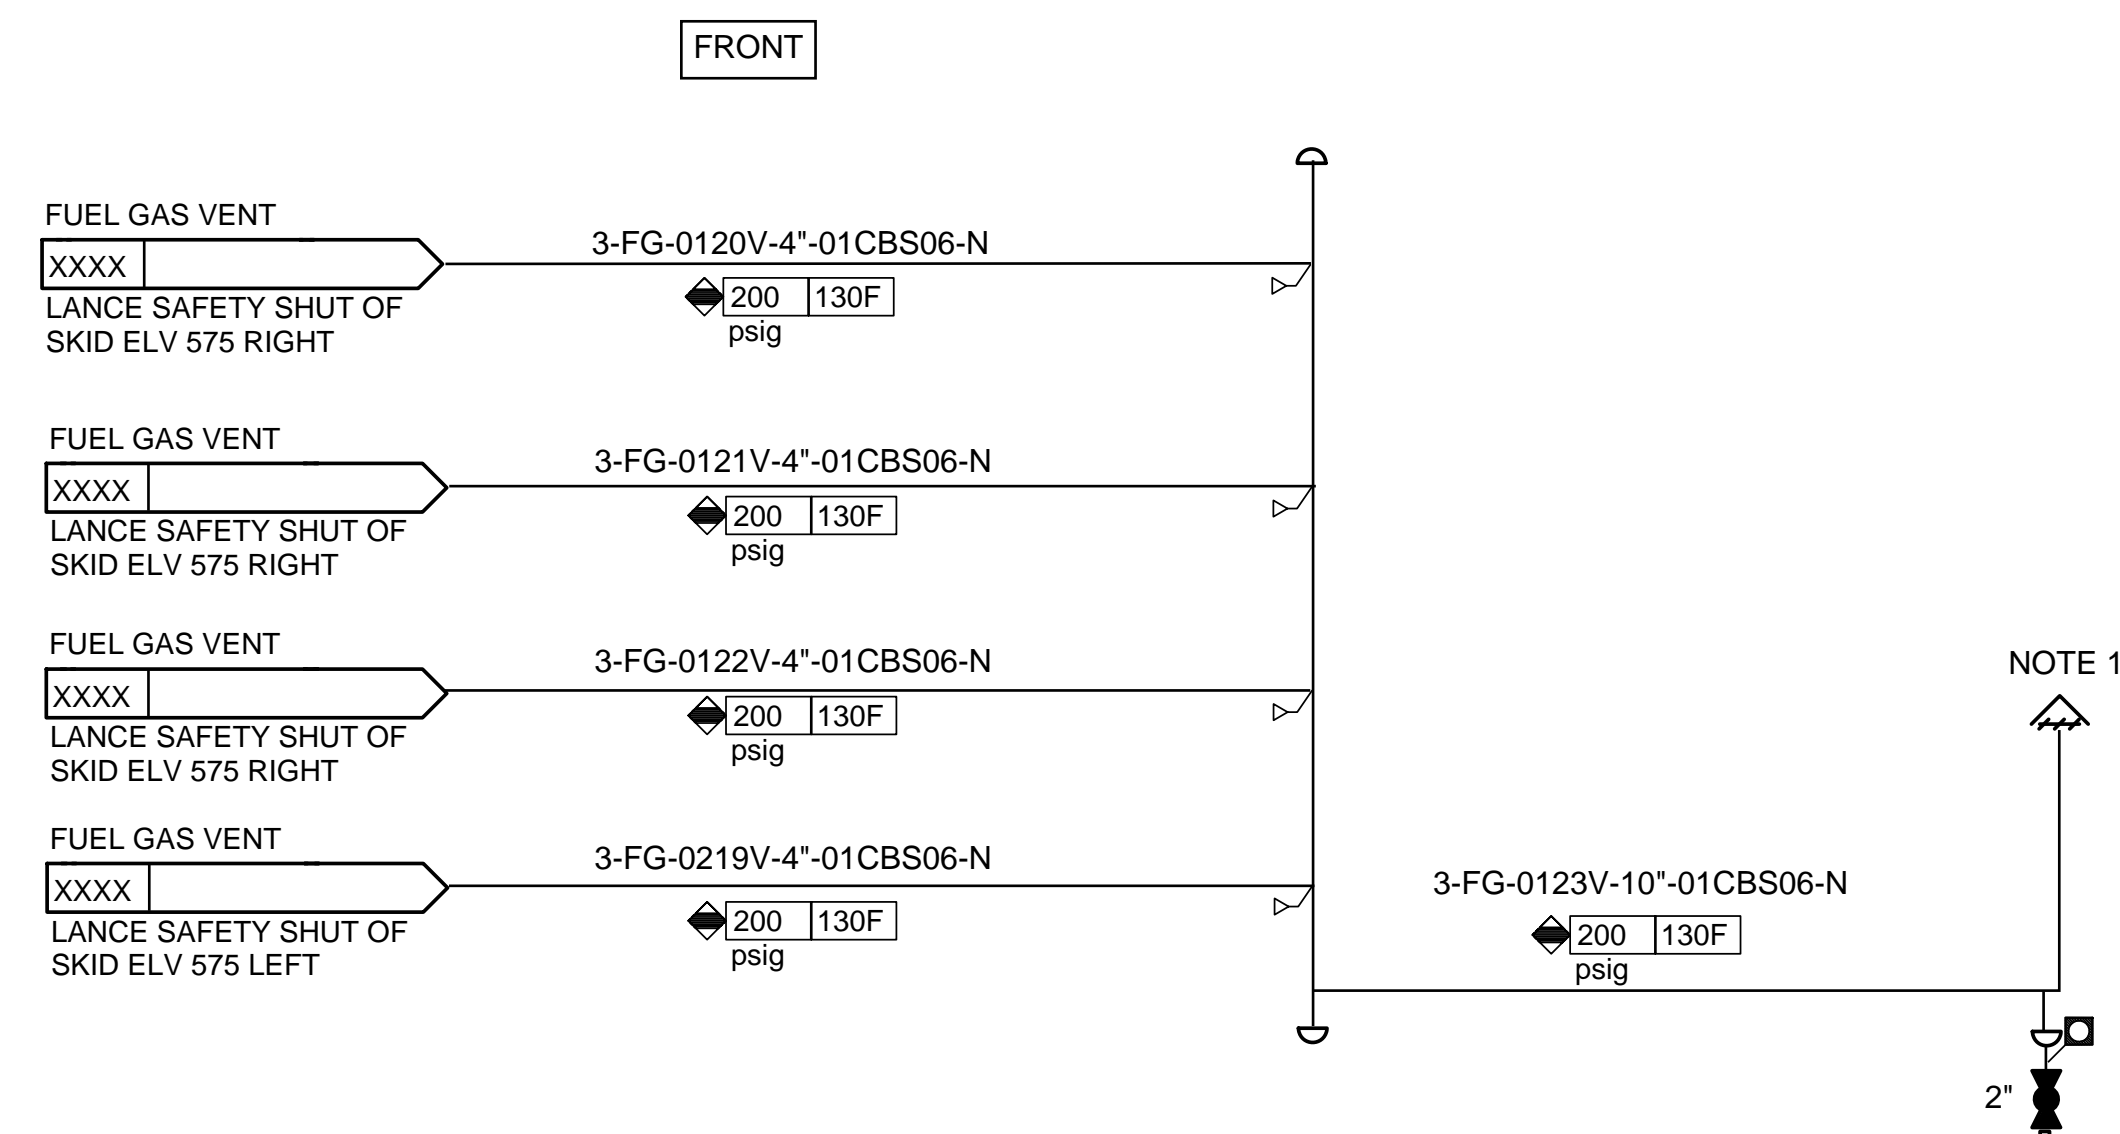 FRONT
FUEL GAS VENT
XXXX
LANCE SAFETY SHUT OF
SKID ELV 575 RIGHT
3-FG-0120V-4"-01CBS06-N
200 130F
psig
FUEL GAS VENT
XXXX
LANCE SAFETY SHUT OF
SKID ELV 575 RIGHT
3-FG-0121V-4"-01CBS06-N
200 130F
psig
FUEL GAS VENT
XXXX
LANCE SAFETY SHUT OF
SKID ELV 575 RIGHT
3-FG-0122V-4"-01CBS06-N
200 130F
psig
FUEL GAS VENT
XXXX
LANCE SAFETY SHUT OF
SKID ELV 575 LEFT
3-FG-0219V-4"-01CBS06-N
200 130F
psig
3-FG-0123V-10"-01CBS06-N
200 130F
psig
NOTE 1
2"